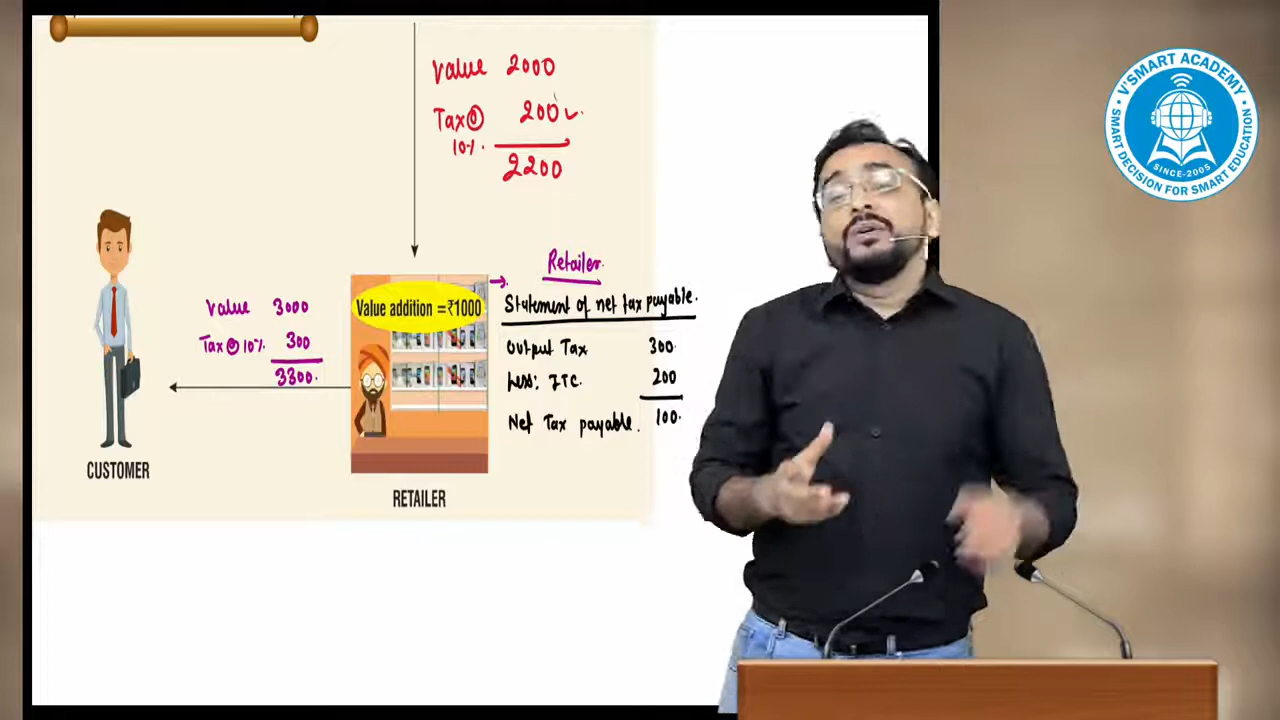 Value 2000
Tax@ 200
10%.
2200
Retailer.
Value addition = ₹1000
Statement of net tax payable.
Value 3000
Tax @ 10% 300
3300.
Output Tax 300
Less: ITC. 200
Net Tax payable. 100.
CUSTOMER
RETAILER
V'SMART ACADEMY
SINCE-2005
SMART DECISION FOR SMART EDUCATION